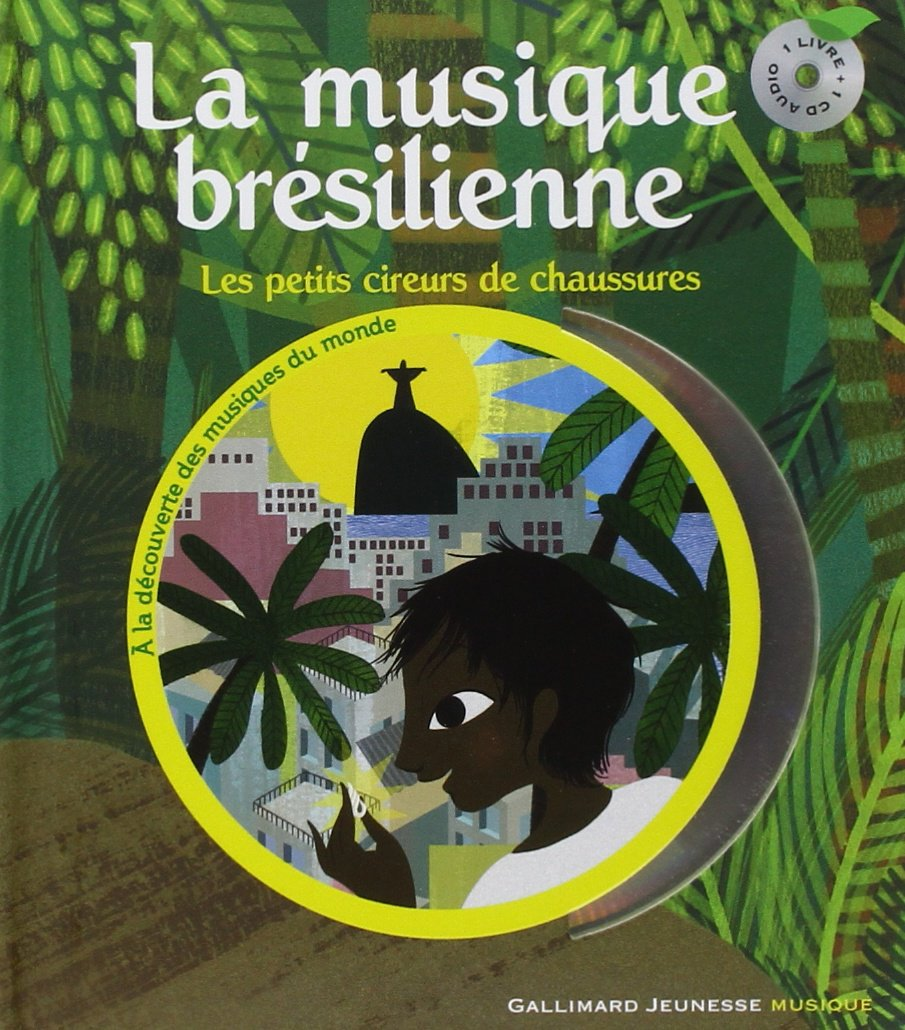 La musique
brésilienne
Les petits cireurs de chaussures
1 LIVRE + 1 CD AUDIO
À la découverte des musiques du monde
GALLIMARD JEUNESSE MUSIQUE